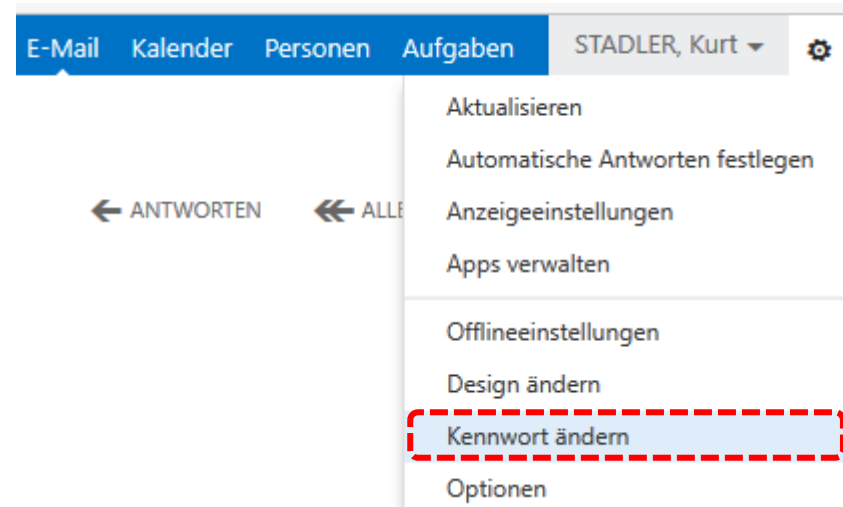 E-Mail Kalender Personen Aufgaben STADLER, Kurt
Aktualisieren
Automatische Antworten festlegen
ANTWORTEN
Anzeigeeinstellungen
Apps verwalten
Offlineeinstellungen
Design ändern
Kennwort ändern
Optionen